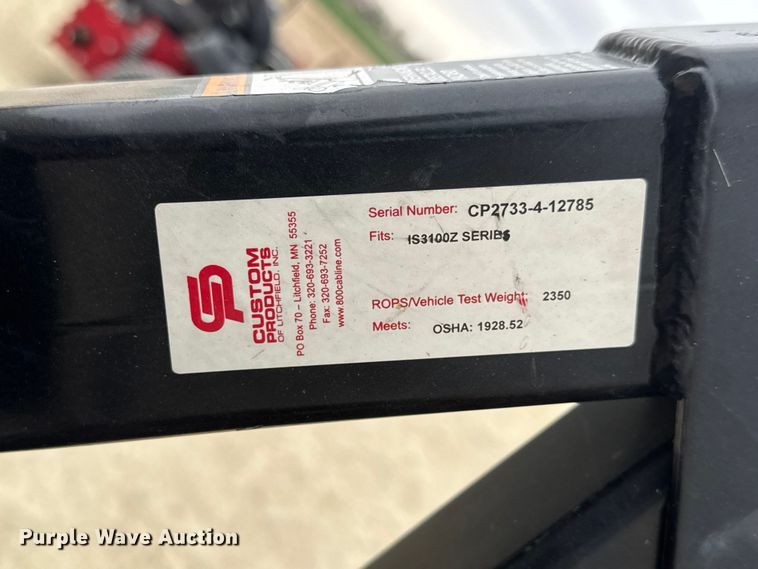 CP
CUSTOM
PRODUCTS
OF LITCHFIELD, INC.
PO Box 70 – Litchfield, MN 55355
Phone: 320-693-3221
Fax: 320-693-7252
www.800cabline.com
Serial Number: CP2733-4-12785
Fits: IS3100Z SERIES
ROPS/Vehicle Test Weight: 2350
Meets: OSHA: 1928.52
Purple Wave Auction